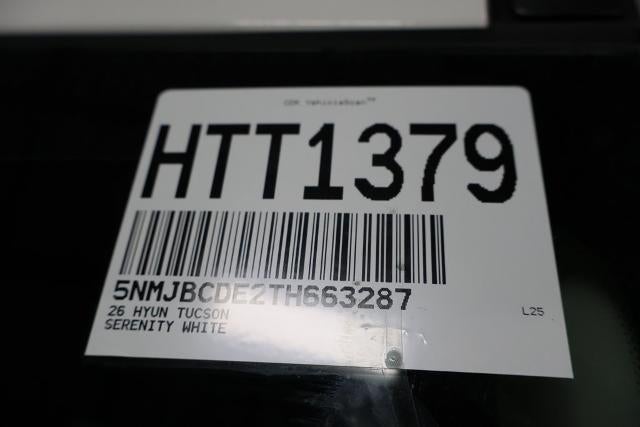 CDK VehicleScan™
HTT1379
5NMJBCDE2TH663287
26 HYUN TUCSON
SERENITY WHITE
L25